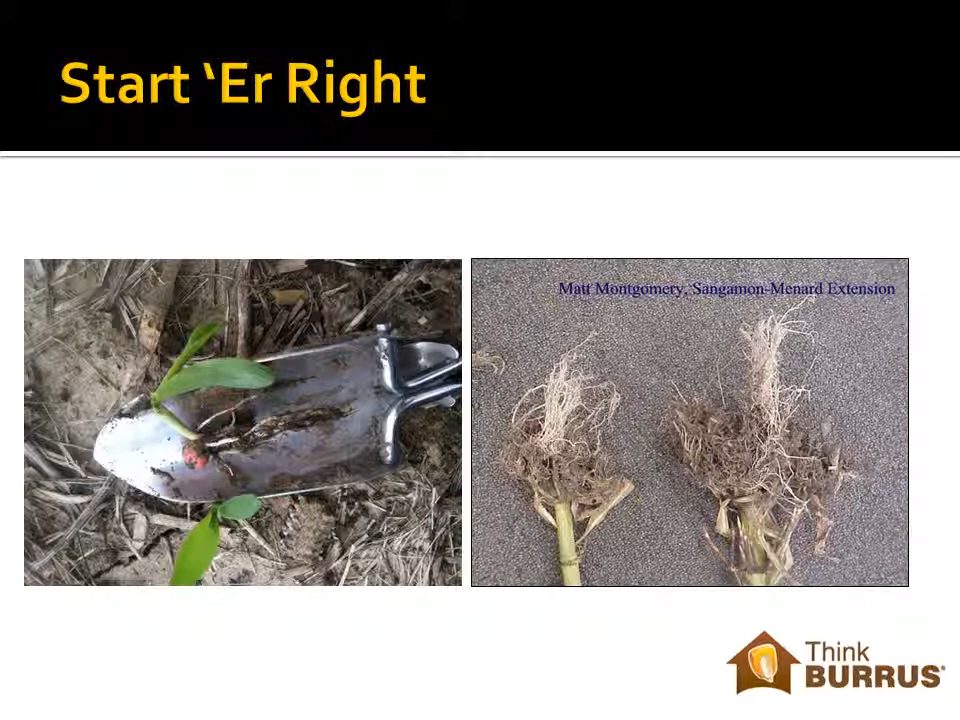 Start ‘Er Right
Matt Montgomery, Sangamon-Menard Extension
Think
BURRUS®